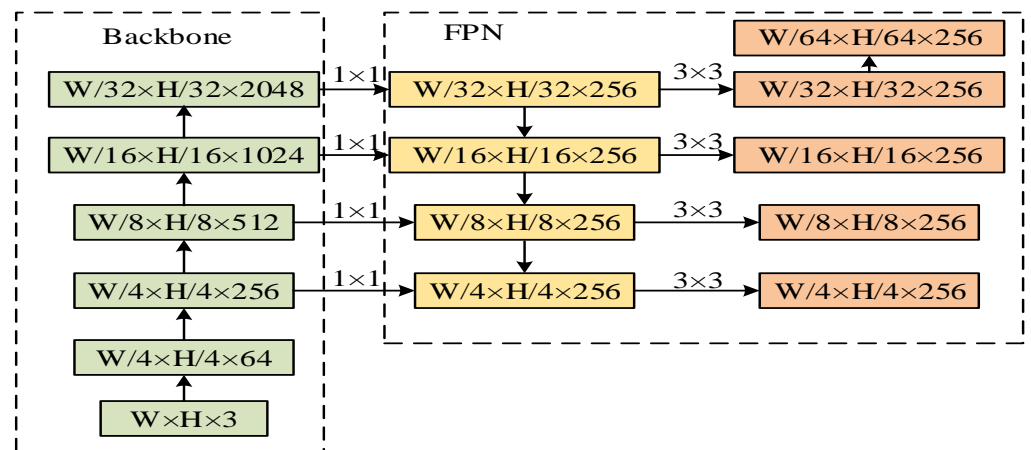 Backbone
FPN
W/64×H/64×256
W/32×H/32×2048
1×1
W/32×H/32×256
3×3
W/32×H/32×256
W/16×H/16×1024
1×1
W/16×H/16×256
3×3
W/16×H/16×256
W/8×H/8×512
1×1
W/8×H/8×256
3×3
W/8×H/8×256
W/4×H/4×256
1×1
W/4×H/4×256
3×3
W/4×H/4×256
W/4×H/4×64
W×H×3